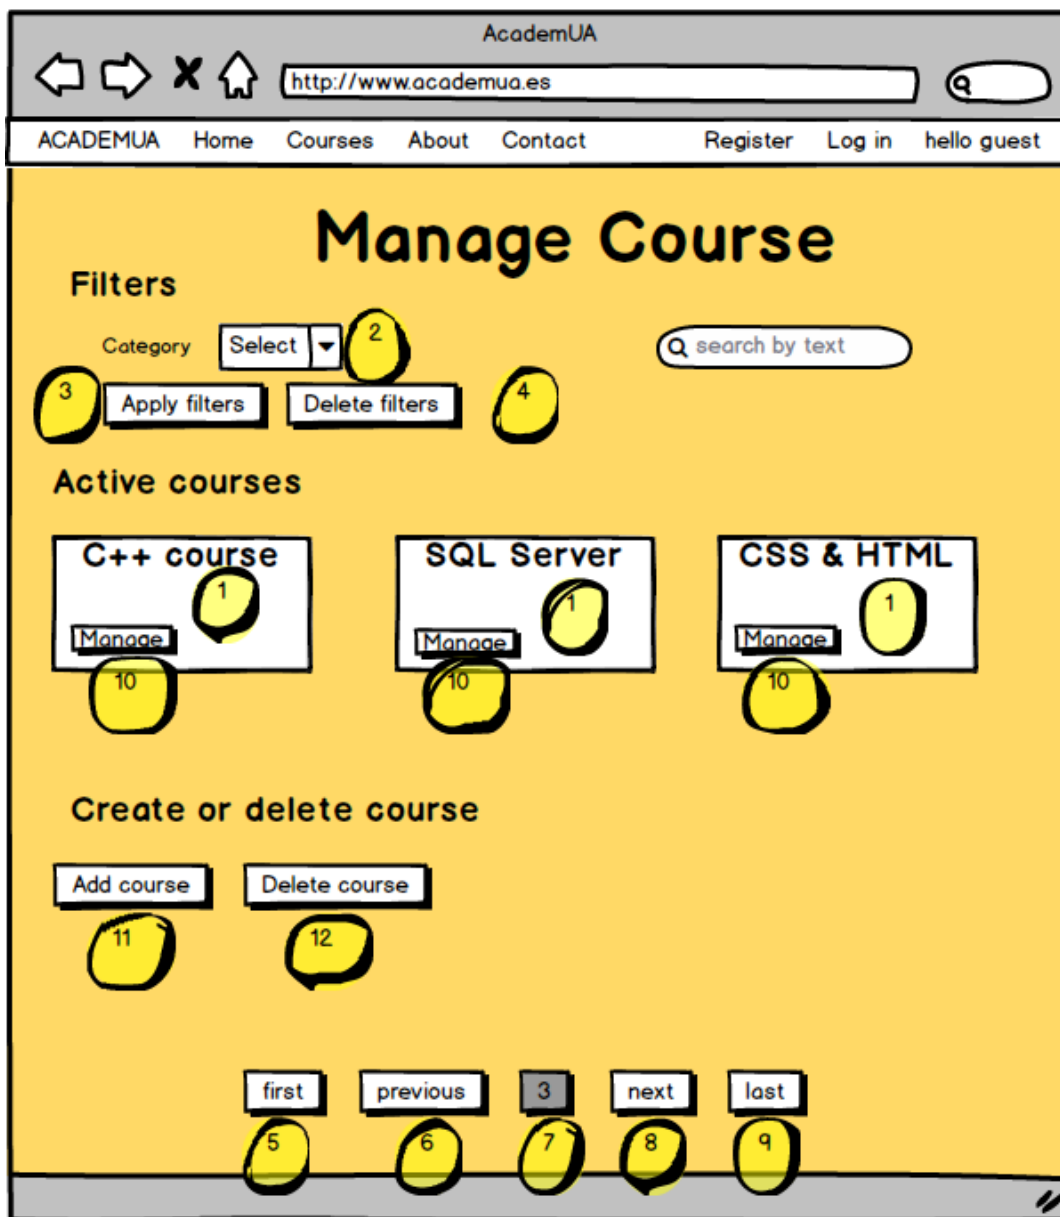 AcademUA
http://www.academua.es
ACADEMUA Home Courses About Contact Register Log in hello guest
Manage Course
Filters
Category Select 2 search by text
3 Apply filters Delete filters 4
Active courses
C++ course SQL Server CSS & HTML
1 1 1
Manage Manage Manage
10 10 10
Create or delete course
Add course Delete course
11 12
first previous 3 next last
5 6 7 8 9